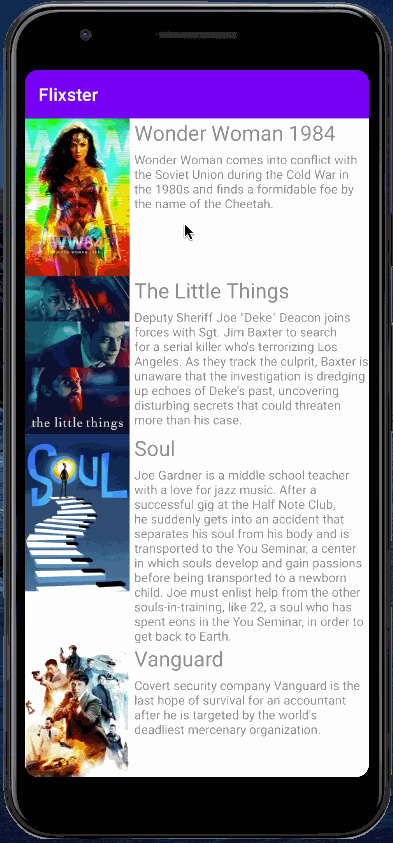 Flixster
WW84
Wonder Woman 1984
Wonder Woman comes into conflict with
the Soviet Union during the Cold War in
the 1980s and finds a formidable foe by
the name of the Cheetah.
the little things
The Little Things
Deputy Sheriff Joe "Deke" Deacon joins
forces with Sgt. Jim Baxter to search
for a serial killer who's terrorizing Los
Angeles. As they track the culprit, Baxter is
unaware that the investigation is dredging
up echoes of Deke's past, uncovering
disturbing secrets that could threaten
more than his case.
SOUL
Soul
Joe Gardner is a middle school teacher
with a love for jazz music. After a
successful gig at the Half Note Club,
he suddenly gets into an accident that
separates his soul from his body and is
transported to the You Seminar, a center
in which souls develop and gain passions
before being transported to a newborn
child. Joe must enlist help from the other
souls-in-training, like 22, a soul who has
spent eons in the You Seminar, in order to
get back to Earth.
Vanguard
Covert security company Vanguard is the
last hope of survival for an accountant
after he is targeted by the world's
deadliest mercenary organization.